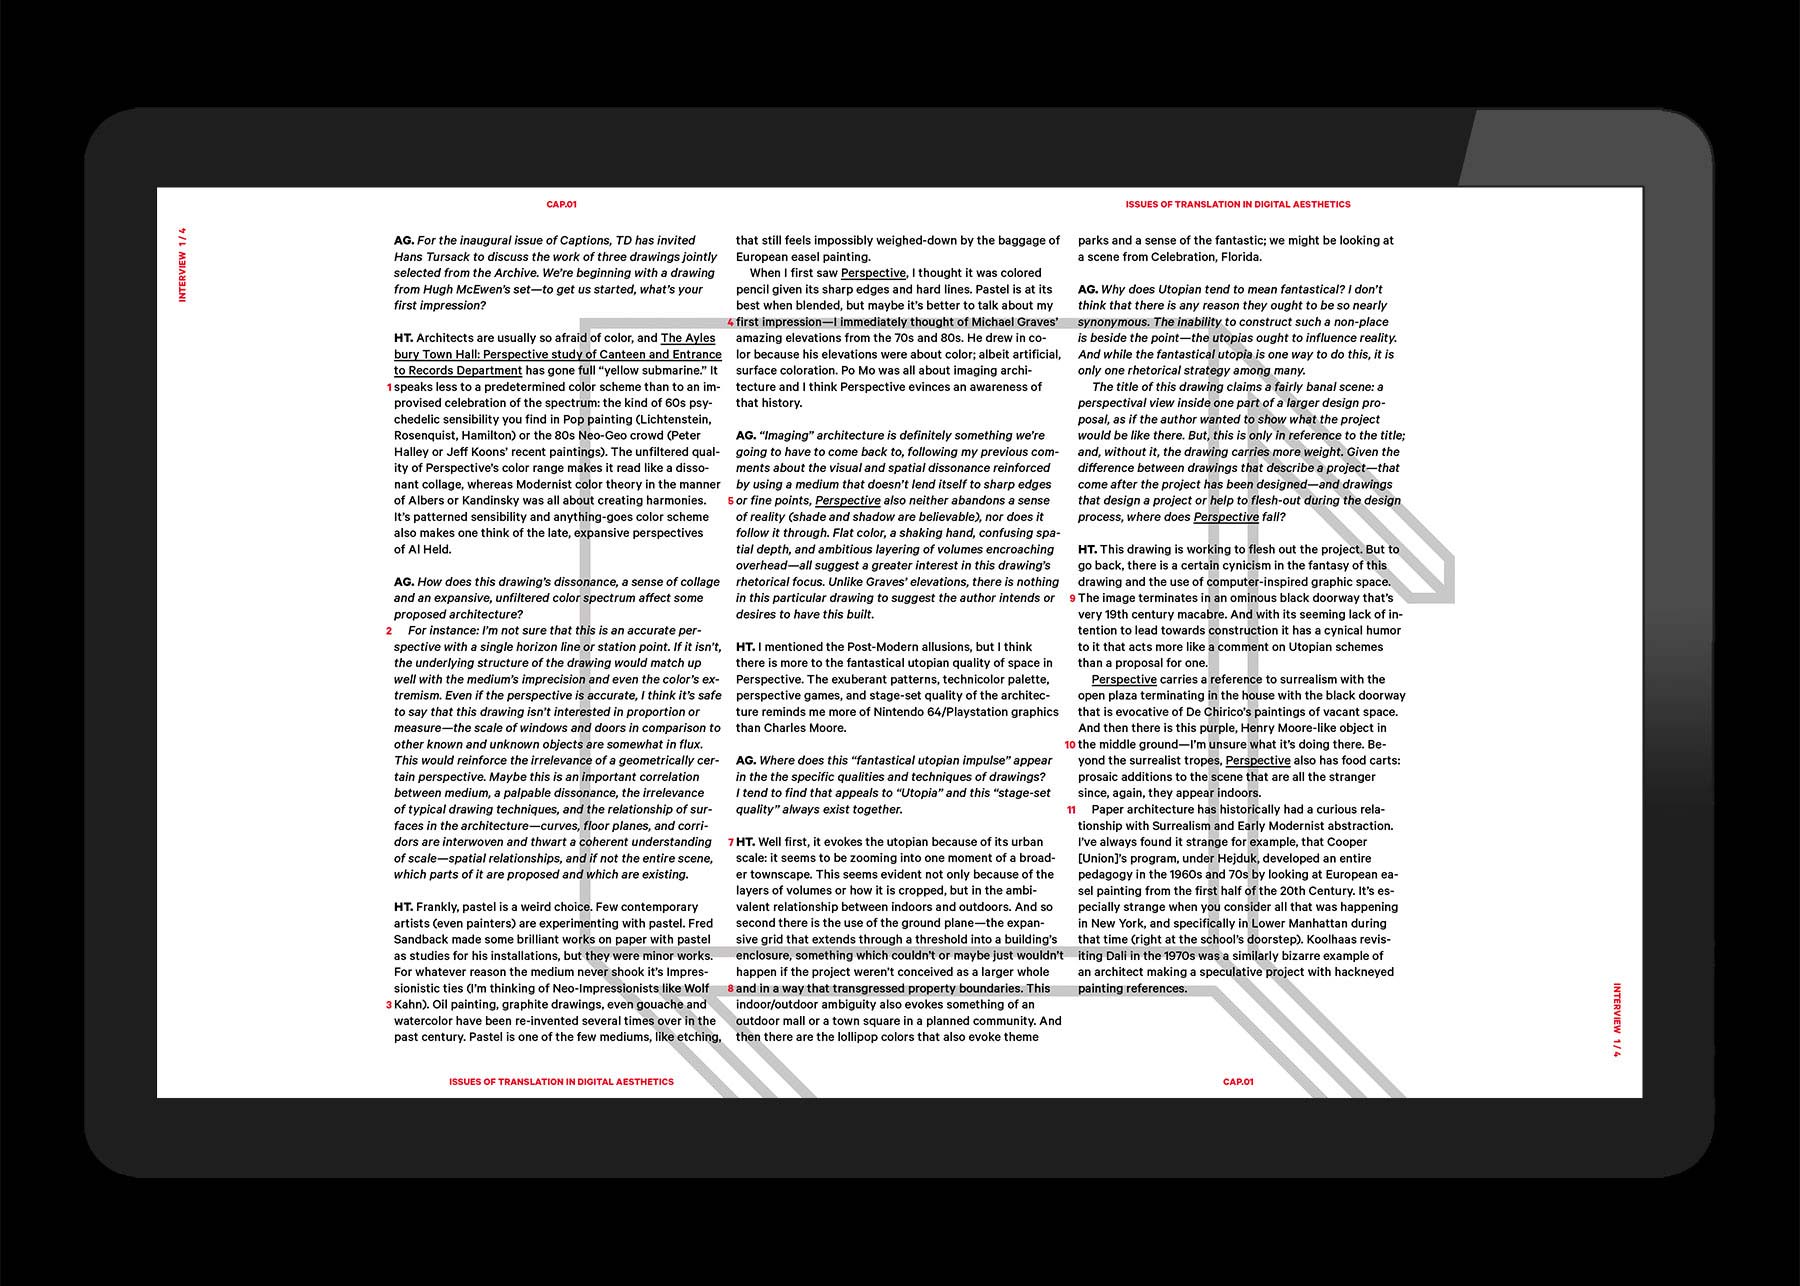 CAP.01
ISSUES OF TRANSLATION IN DIGITAL AESTHETICS
INTERVIEW 1/4
AG. For the inaugural issue of Captions, TD has invited
Hans Tursack to discuss the work of three drawings jointly
selected from the Archive. We're beginning with a drawing
from Hugh McEwen's set—to get us started, what's your
first impression?
HT. Architects are usually so afraid of color, and The Ayles
bury Town Hall: Perspective study of Canteen and Entrance
to Records Department has gone full “yellow submarine.” It
1 speaks less to a predetermined color scheme than to an im-
provised celebration of the spectrum: the kind of 60s psy-
chedelic sensibility you find in Pop painting (Lichtenstein,
Rosenquist, Hamilton) or the 80s Neo-Geo crowd (Peter
Halley or Jeff Koons' recent paintings). The unfiltered qual-
ity of Perspective's color range makes it read like a disso-
nant collage, whereas Modernist color theory in the manner
of Albers or Kandinsky was all about creating harmonies.
It's patterned sensibility and anything-goes color scheme
also makes one think of the late, expansive perspectives
of Al Held.
AG. How does this drawing's dissonance, a sense of collage
and an expansive, unfiltered color spectrum affect some
proposed architecture?
2 For instance: I'm not sure that this is an accurate per-
spective with a single horizon line or station point. If it isn't,
the underlying structure of the drawing would match up
well with the medium's imprecision and even the color's ex-
tremism. Even if the perspective is accurate, I think it's safe
to say that this drawing isn't interested in proportion or
measure—the scale of windows and doors in comparison to
other known and unknown objects are somewhat in flux.
This would reinforce the irrelevance of a geometrically cer-
tain perspective. Maybe this is an important correlation
between medium, a palpable dissonance, the irrelevance
of typical drawing techniques, and the relationship of sur-
faces in the architecture—curves, floor planes, and corri-
dors are interwoven and thwart a coherent understanding
of scale—spatial relationships, and if not the entire scene,
which parts of it are proposed and which are existing.
HT. Frankly, pastel is a weird choice. Few contemporary
artists (even painters) are experimenting with pastel. Fred
Sandback made some brilliant works on paper with pastel
as studies for his installations, but they were minor works.
For whatever reason the medium never shook it's Impres-
sionistic ties (I'm thinking of Neo-Impressionists like Wolf
3 Kahn). Oil painting, graphite drawings, even gouache and
watercolor have been re-invented several times over in the
past century. Pastel is one of the few mediums, like etching,
that still feels impossibly weighed-down by the baggage of
European easel painting.
When I first saw Perspective, I thought it was colored
pencil given its sharp edges and hard lines. Pastel is at its
best when blended, but maybe it's better to talk about my
4 first impression—I immediately thought of Michael Graves'
amazing elevations from the 70s and 80s. He drew in co-
lor because his elevations were about color; albeit artificial,
surface coloration. Po Mo was all about imaging archi-
tecture and I think Perspective evinces an awareness of
that history.
AG. “Imaging” architecture is definitely something we're
going to have to come back to, following my previous com-
ments about the visual and spatial dissonance reinforced
by using a medium that doesn't lend itself to sharp edges
5 or fine points, Perspective also neither abandons a sense
of reality (shade and shadow are believable), nor does it
follow it through. Flat color, a shaking hand, confusing spa-
tial depth, and ambitious layering of volumes encroaching
overhead—all suggest a greater interest in this drawing's
rhetorical focus. Unlike Graves' elevations, there is nothing
in this particular drawing to suggest the author intends or
desires to have this built.
HT. I mentioned the Post-Modern allusions, but I think
there is more to the fantastical utopian quality of space in
Perspective. The exuberant patterns, technicolor palette,
perspective games, and stage-set quality of the architec-
ture reminds me more of Nintendo 64/Playstation graphics
than Charles Moore.
AG. Where does this “fantastical utopian impulse” appear
in the the specific qualities and techniques of drawings?
I tend to find that appeals to “Utopia” and this “stage-set
quality” always exist together.
7 HT. Well first, it evokes the utopian because of its urban
scale: it seems to be zooming into one moment of a broad-
er townscape. This seems evident not only because of the
layers of volumes or how it is cropped, but in the ambi-
valent relationship between indoors and outdoors. And so
second there is the use of the ground plane—the expan-
sive grid that extends through a threshold into a building's
enclosure, something which couldn't or maybe just wouldn't
happen if the project weren't conceived as a larger whole
8 and in a way that transgressed property boundaries. This
indoor/outdoor ambiguity also evokes something of an
outdoor mall or a town square in a planned community. And
then there are the lollipop colors that also evoke theme
parks and a sense of the fantastic; we might be looking at
a scene from Celebration, Florida.
AG. Why does Utopian tend to mean fantastical? I don't
think that there is any reason they ought to be so nearly
synonymous. The inability to construct such a non-place
is beside the point—the utopias ought to influence reality.
And while the fantastical utopia is one way to do this, it is
only one rhetorical strategy among many.
The title of this drawing claims a fairly banal scene: a
perspectival view inside one part of a larger design pro-
posal, as if the author wanted to show what the project
would be like there. But, this is only in reference to the title;
and, without it, the drawing carries more weight. Given the
difference between drawings that describe a project—that
come after the project has been designed—and drawings
that design a project or help to flesh-out during the design
process, where does Perspective fall?
HT. This drawing is working to flesh out the project. But to
go back, there is a certain cynicism in the fantasy of this
drawing and the use of computer-inspired graphic space.
9 The image terminates in an ominous black doorway that's
very 19th century macabre. And with its seeming lack of in-
tention to lead towards construction it has a cynical humor
to it that acts more like a comment on Utopian schemes
than a proposal for one.
Perspective carries a reference to surrealism with the
open plaza terminating in the house with the black doorway
that is evocative of De Chirico's paintings of vacant space.
And then there is this purple, Henry Moore-like object in
10 the middle ground—I'm unsure what it's doing there. Be-
yond the surrealist tropes, Perspective also has food carts:
prosaic additions to the scene that are all the stranger
since, again, they appear indoors.
11 Paper architecture has historically had a curious rela-
tionship with Surrealism and Early Modernist abstraction.
I've always found it strange for example, that Cooper
[Union]'s program, under Hejduk, developed an entire
pedagogy in the 1960s and 70s by looking at European ea-
sel painting from the first half of the 20th Century. It's es-
pecially strange when you consider all that was happening
in New York, and specifically in Lower Manhattan during
that time (right at the school's doorstep). Koolhaas revis-
iting Dali in the 1970s was a similarly bizarre example of
an architect making a speculative project with hackneyed
painting references.
INTERVIEW 1/4
ISSUES OF TRANSLATION IN DIGITAL AESTHETICS
CAP.01